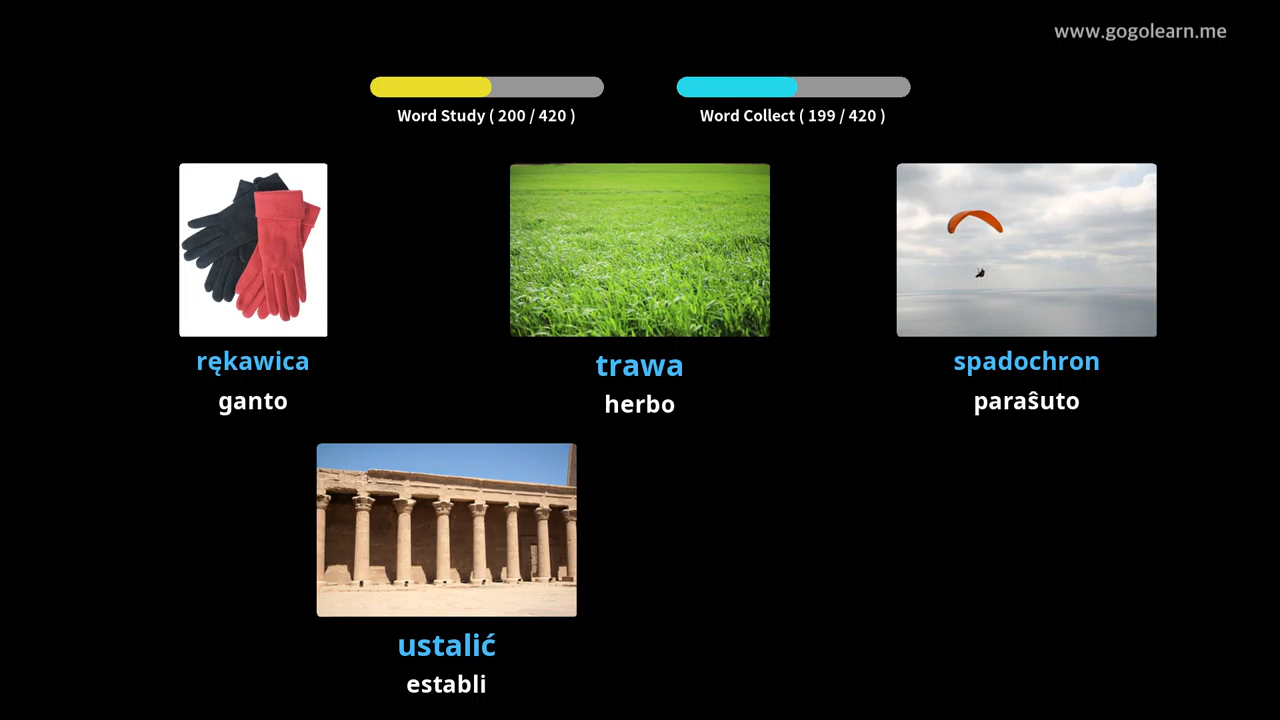 www.gogolearn.me
Word Study ( 200 / 420 )
Word Collect ( 199 / 420 )
rękawica
ganto
trawa
herbo
spadochron
paraŝuto
ustalić
establi